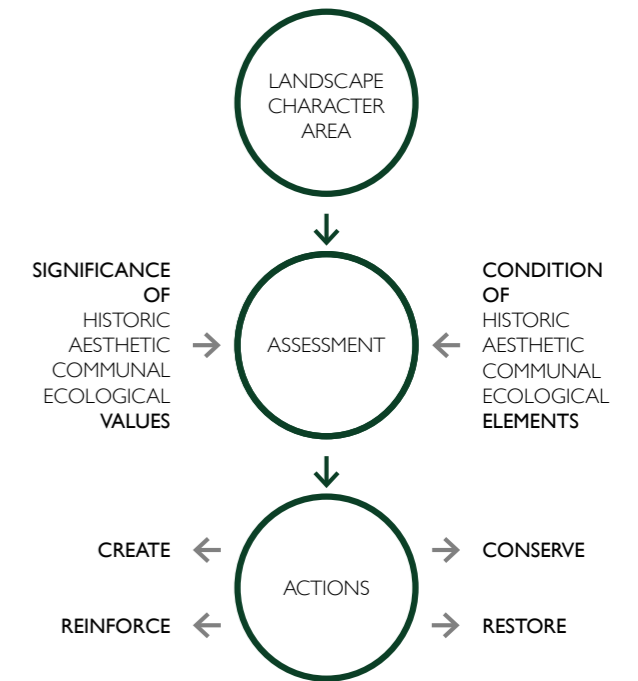 LANDSCAPE
CHARACTER
AREA
SIGNIFICANCE
OF
HISTORIC
AESTHETIC
COMMUNAL
ECOLOGICAL
VALUES
ASSESSMENT
CONDITION
OF
HISTORIC
AESTHETIC
COMMUNAL
ECOLOGICAL
ELEMENTS
CREATE
REINFORCE
ACTIONS
CONSERVE
RESTORE